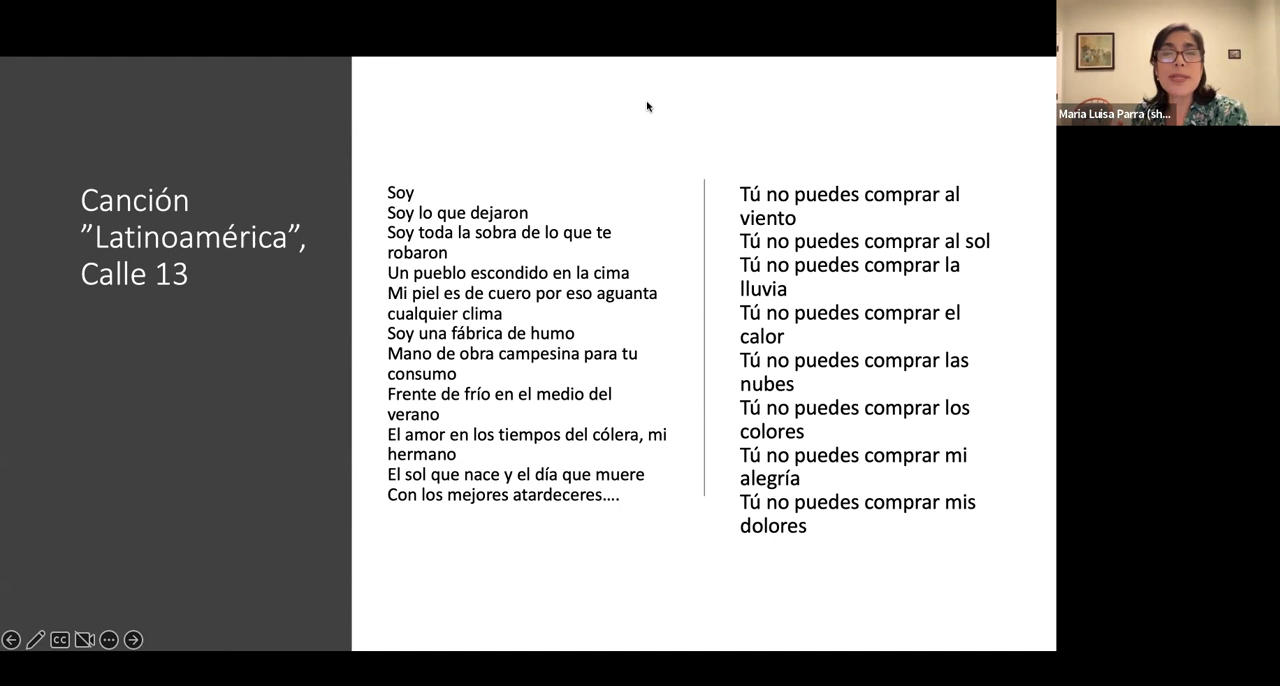 Canción
”Latinoamérica”,
Calle 13
Soy
Soy lo que dejaron
Soy toda la sobra de lo que te
robaron
Un pueblo escondido en la cima
Mi piel es de cuero por eso aguanta
cualquier clima
Soy una fábrica de humo
Mano de obra campesina para tu
consumo
Frente de frío en el medio del
verano
El amor en los tiempos del cólera, mi
hermano
El sol que nace y el día que muere
Con los mejores atardeceres....
Tú no puedes comprar al
viento
Tú no puedes comprar al sol
Tú no puedes comprar la
lluvia
Tú no puedes comprar el
calor
Tú no puedes comprar las
nubes
Tú no puedes comprar los
colores
Tú no puedes comprar mi
alegría
Tú no puedes comprar mis
dolores
Maria Luisa Parra (sh...
CC